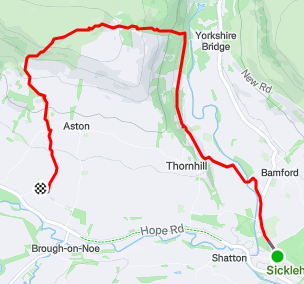 Yorkshire
Bridge
New Rd
Aston
Thornhill
Bamford
Hope Rd
Brough-on-Noe
Shatton
Sickleh